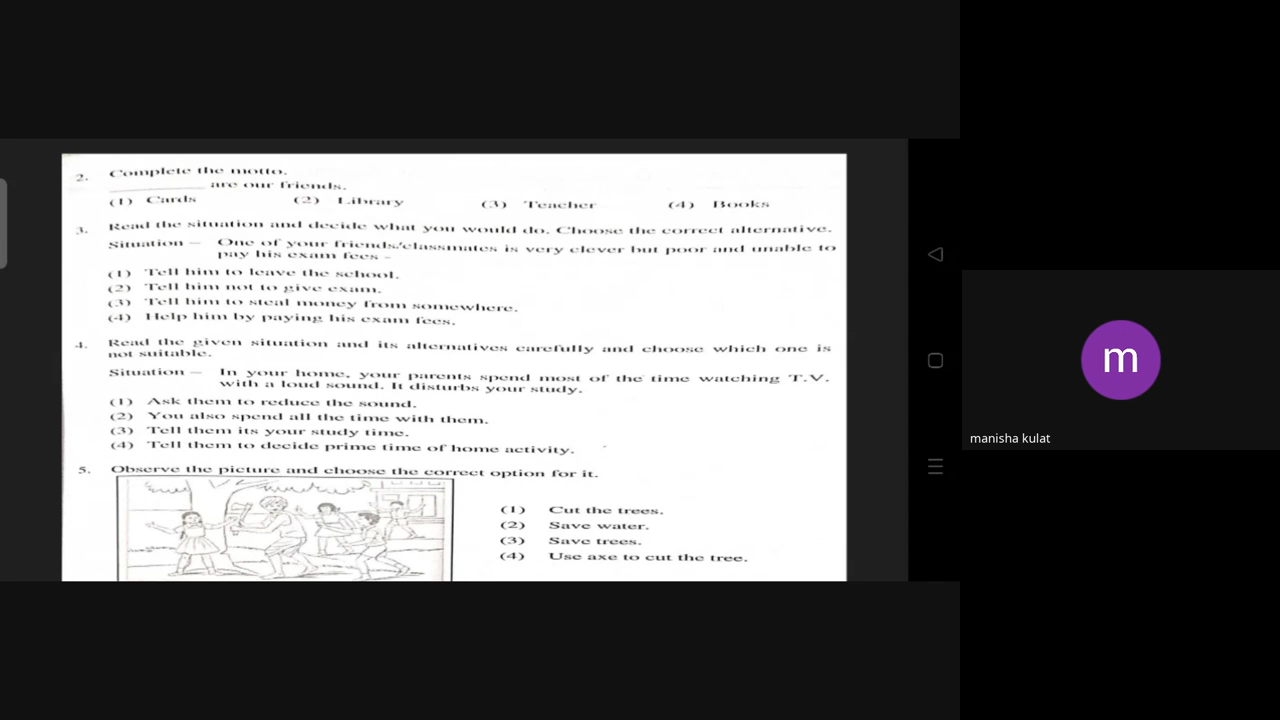 2. Complete the motto.
__________ are our friends.
(1) Cards (2) Library (3) Teacher (4) Books
3. Read the situation and decide what you would do. Choose the correct alternative.
Situation – One of your friends/classmates is very clever but poor and unable to
pay his exam fees –
(1) Tell him to leave the school.
(2) Tell him not to give exam.
(3) Tell him to steal money from somewhere.
(4) Help him by paying his exam fees.
4. Read the given situation and its alternatives carefully and choose which one is
not suitable.
Situation – In your home, your parents spend most of the time watching T.V.
with a loud sound. It disturbs your study.
(1) Ask them to reduce the sound.
(2) You also spend all the time with them.
(3) Tell them its your study time.
(4) Tell them to decide prime time of home activity.
5. Observe the picture and choose the correct option for it.
(1) Cut the trees.
(2) Save water.
(3) Save trees.
(4) Use axe to cut the tree.
m
manisha kulat